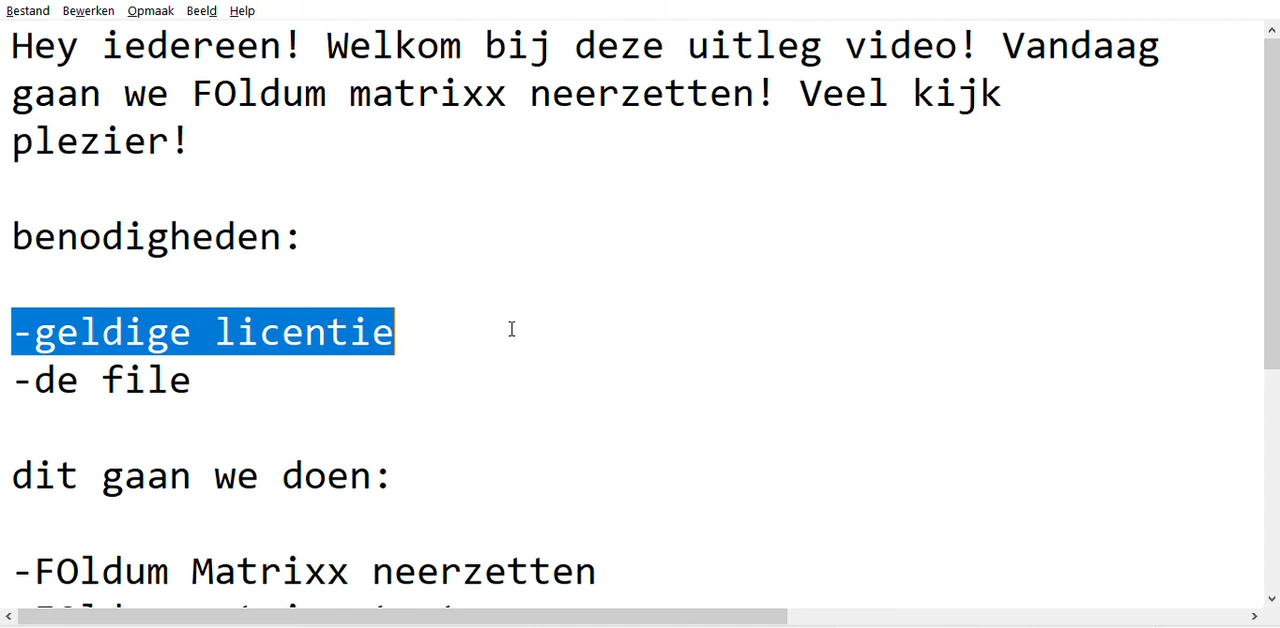 Bestand Bewerken Opmaak Beeld Help
Hey iedereen! Welkom bij deze uitleg video! Vandaag
gaan we FOldum matrixx neerzetten! Veel kijk
plezier!
benodigheden:
-geldige licentie
-de file
dit gaan we doen:
-FOldum Matrixx neerzetten